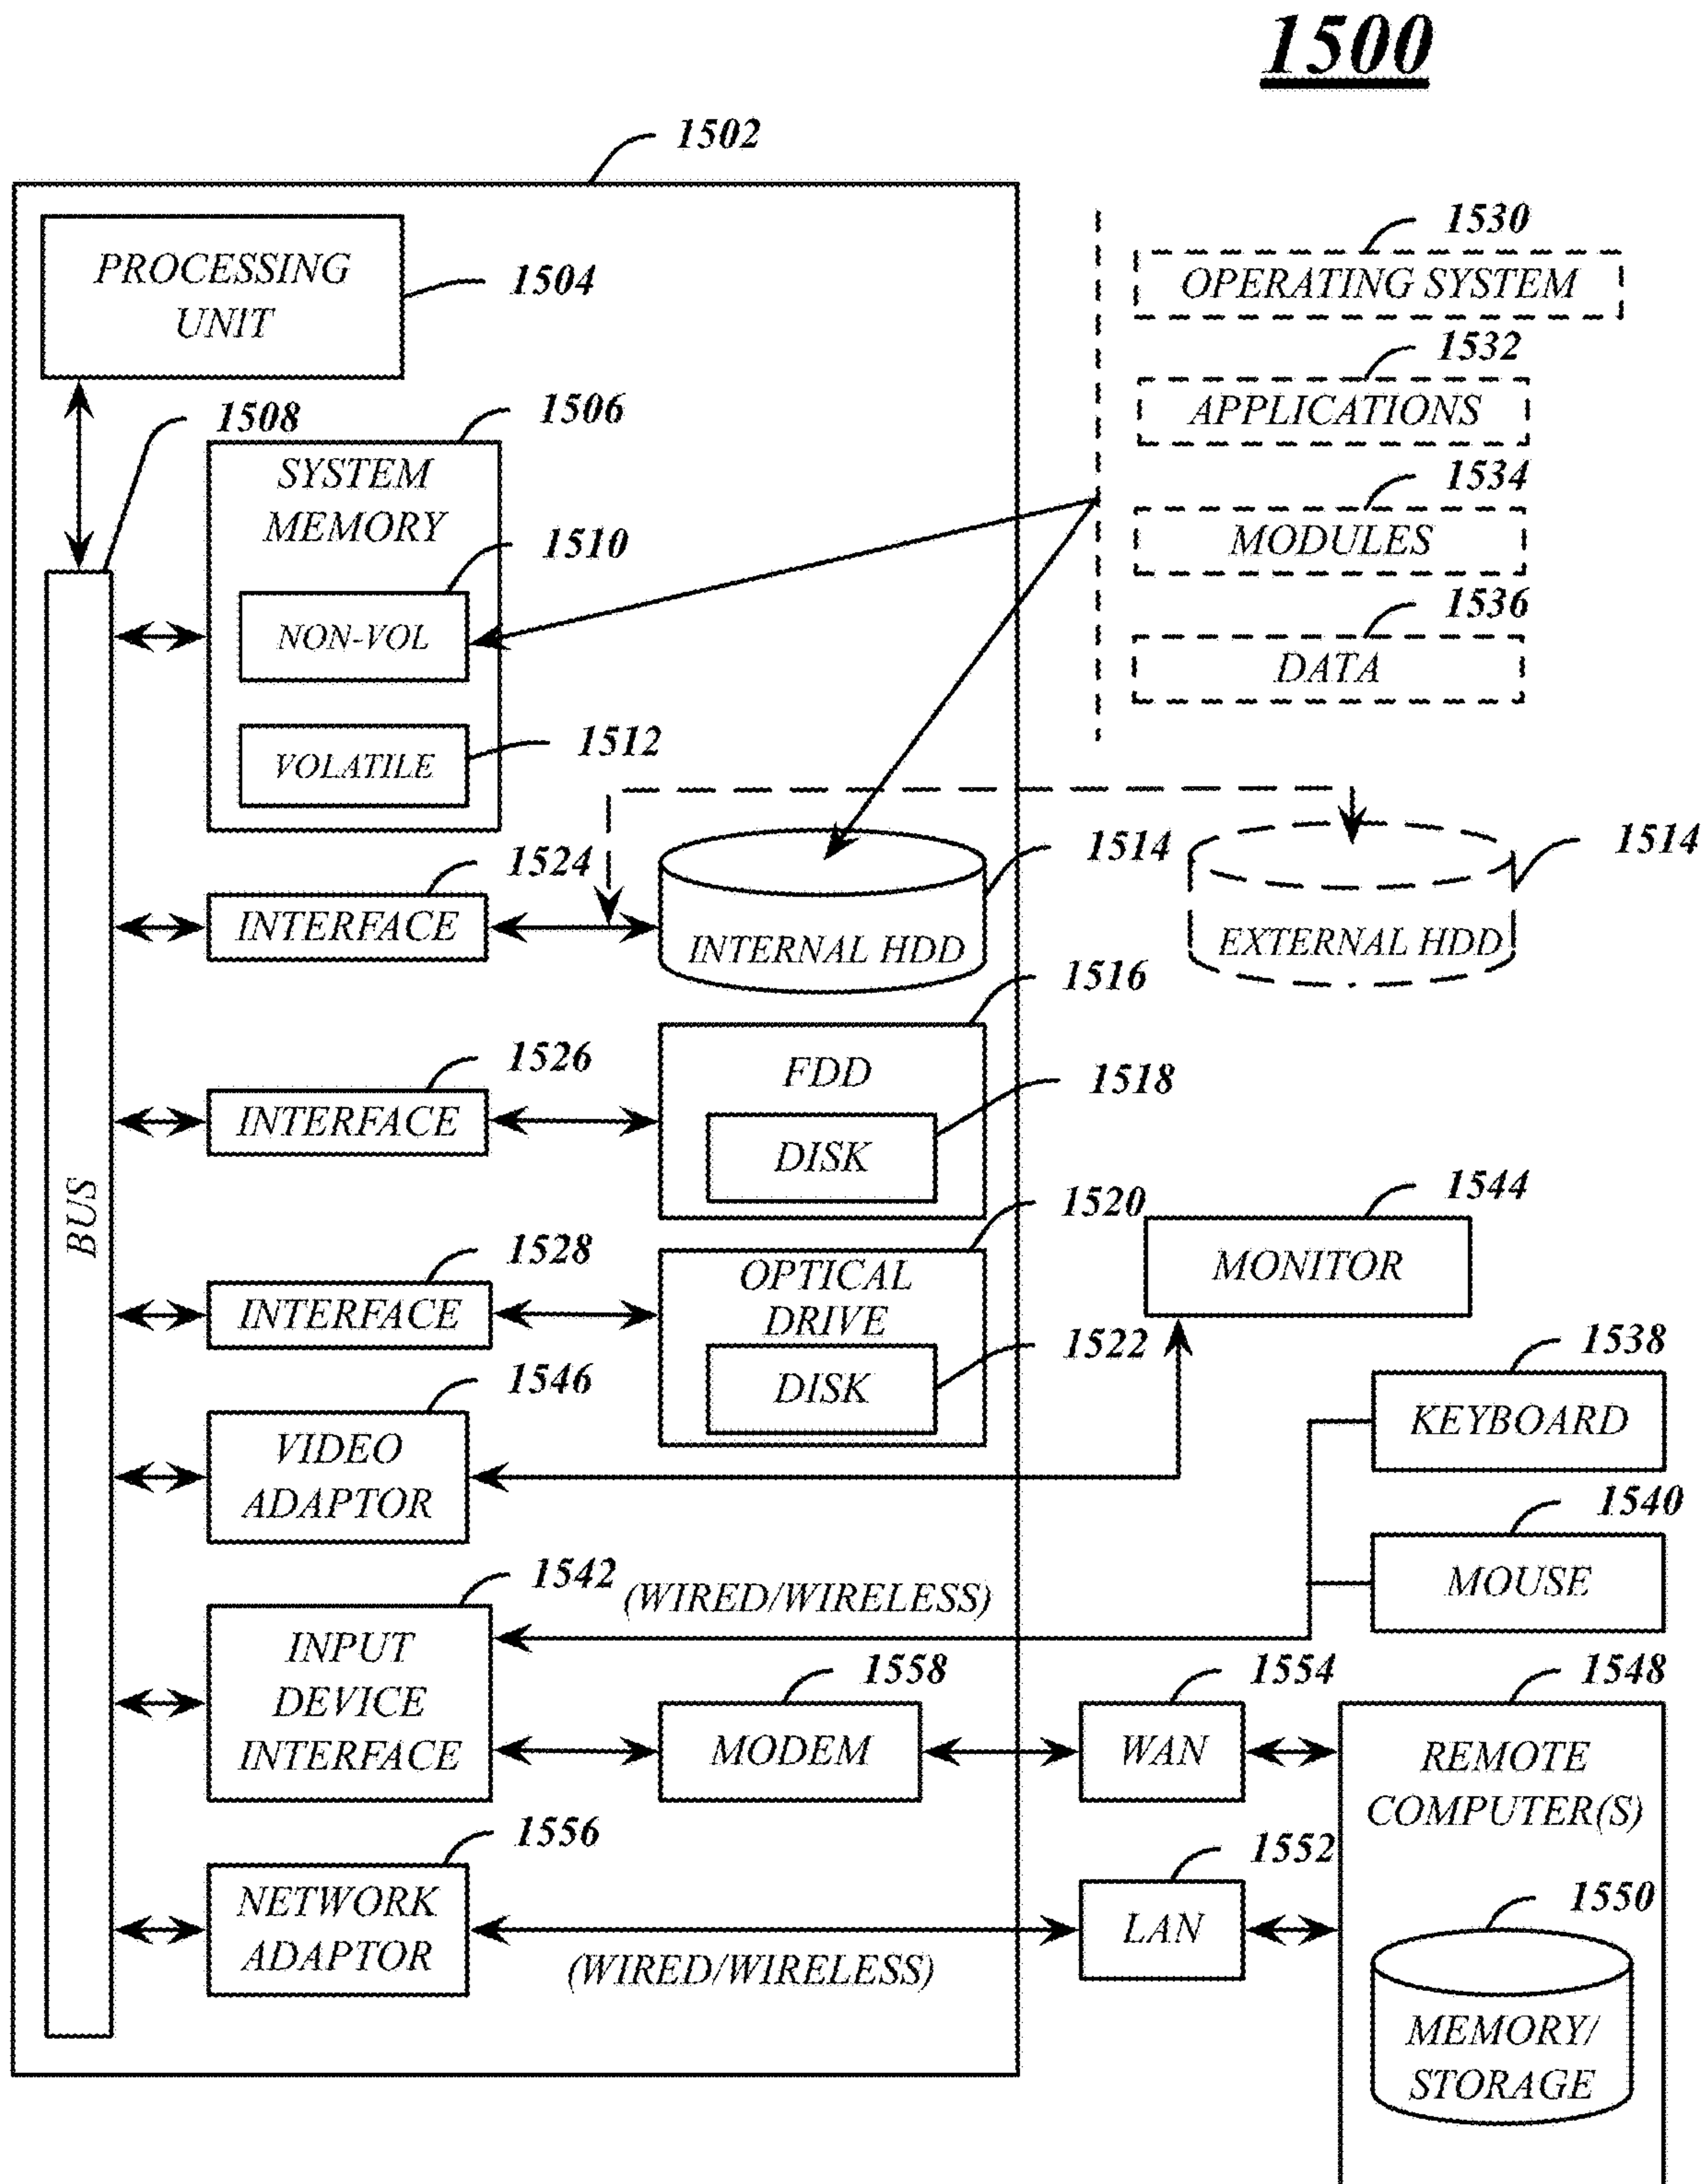 1500
1502
PROCESSING
UNIT
1504
1530
OPERATING SYSTEM
1532
APPLICATIONS
1534
MODULES
1536
DATA
1508
1506
SYSTEM
MEMORY
1510
NON-VOL
1512
VOLATILE
BUS
1524
INTERFACE
1514
INTERNAL HDD
1514
EXTERNAL HDD
1526
INTERFACE
1516
FDD
1518
DISK
1528
INTERFACE
1520
OPTICAL
DRIVE
1522
DISK
1544
MONITOR
1546
VIDEO
ADAPTOR
1538
KEYBOARD
1540
MOUSE
1542
(WIRED/WIRELESS)
INPUT
DEVICE
INTERFACE
1558
MODEM
1554
WAN
1548
REMOTE
COMPUTER(S)
1556
NETWORK
ADAPTOR
(WIRED/WIRELESS)
1552
LAN
1550
MEMORY/
STORAGE